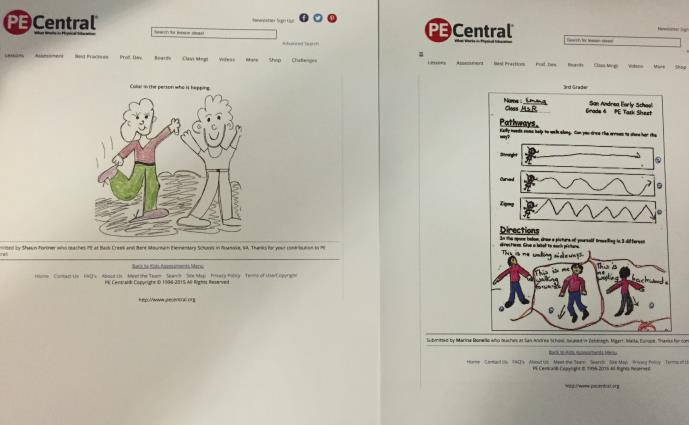 PE Central®
What Works in Physical Education
Newsletter Sign Up!
Search for lesson ideas!
Advanced Search
Lessons Assessment Best Practices Prof. Dev. Boards Class Mngt Videos More Shop Challenges
Color in the person who is hopping.
mitted by Shaun Fortner who teaches PE at Back Creek and Bent Mountain Elementary Schools in Roanoke, VA. Thanks for your contribution to PE
Back to Kids Assessments Menu
Home Contact Us FAQ's About Us Meet the Team Search Site Map Privacy Policy Terms of Use/Copyright
PE Central® Copyright © 1996-2015 All Rights Reserved
http://www.pecentral.org
PE Central®
What Works in Physical Education
Newsletter Sign
Search for lesson ideas!
Lessons Assessment Best Practices Prof. Dev. Boards Class Mngt Videos More Shop
3rd Grader
Name: Emma San Andrea Early School
Class Ms R Grade 4 PE Task Sheet
Pathways.
Kelly needs some help to walk along. Can you draw the arrows to show her the
way?
Straight
Curved
Zigzag
Directions
In the space below, draw a picture of yourself travelling in 3 different
directions. Give a label to each picture.
This is me walking sideways.
This is me walking forwards
This is me walking backwards
Submitted by Marina Bonello who teaches at San Andrea School, located in Zebbiegh, Mgarr, Malta, Europe. Thanks for
Back to Kids Assessments Menu
Home Contact Us FAQ's About Us Meet the Team Search Site Map Privacy Policy Terms of
PE Central® Copyright © 1996-2015 All Rights Reserved
http://www.pecentral.org